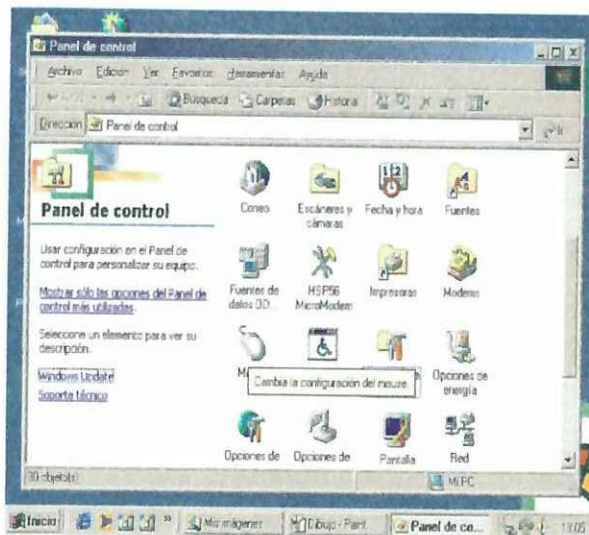 Panel de control
Archivo Edición Ver Favoritos Herramientas Ayuda
Búsqueda Carpetas Historia
Dirección Panel de control Ir
Panel de control
Usar configuración en el Panel de
control para personalizar su equipo.
Mostrar sólo las opciones del Panel de
control más utilizadas.
Seleccione un elemento para ver su
descripción.
Windows Update
Soporte técnico
Correo
Escáneres y
cámaras
Fecha y hora
Fuentes
Fuentes de
datos OD...
HSP56
MicroModem
Impresoras
Modems
Cambia la configuración del mouse.
Opciones de
energía
Opciones de
Opciones de
Pantalla
Red
30 objeto(s)
Mi PC
Inicio
Mis imágenes
Dibujo - Paint
Panel de co...
13:05